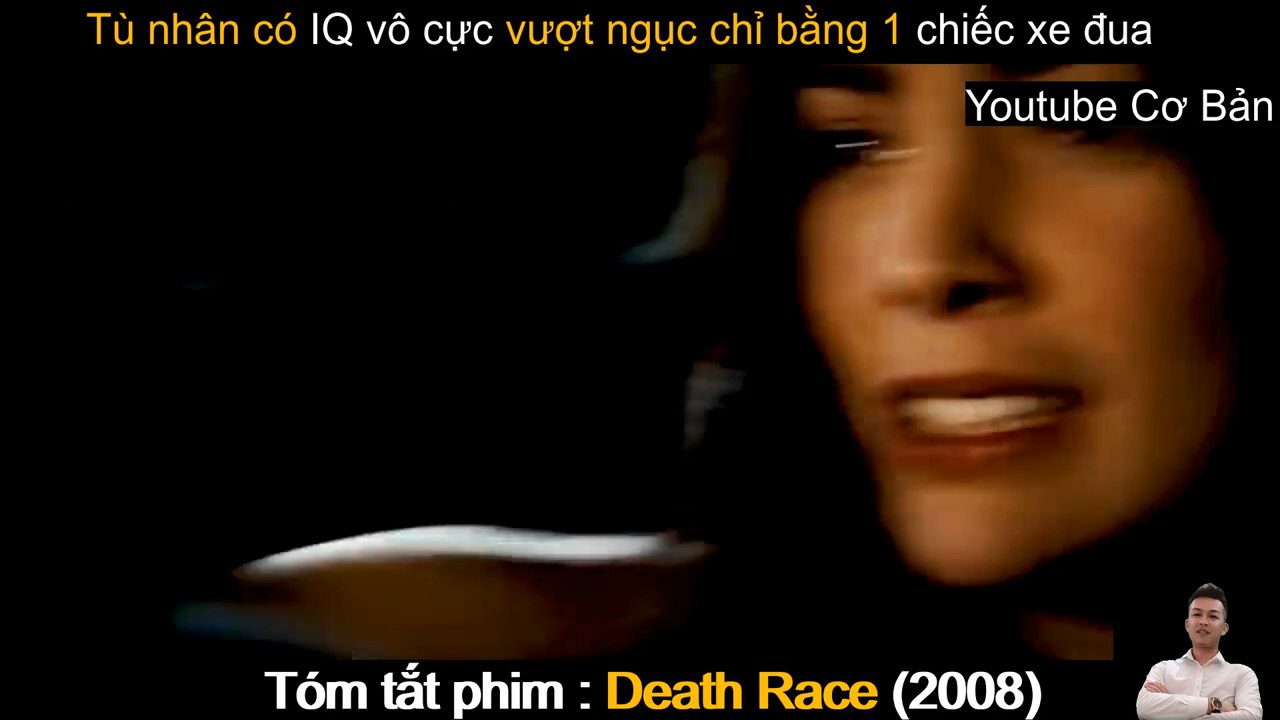 Tù nhân có IQ vô cực vượt ngục chỉ bằng 1 chiếc xe đua
Youtube Cơ Bản
Tóm tắt phim : Death Race (2008)